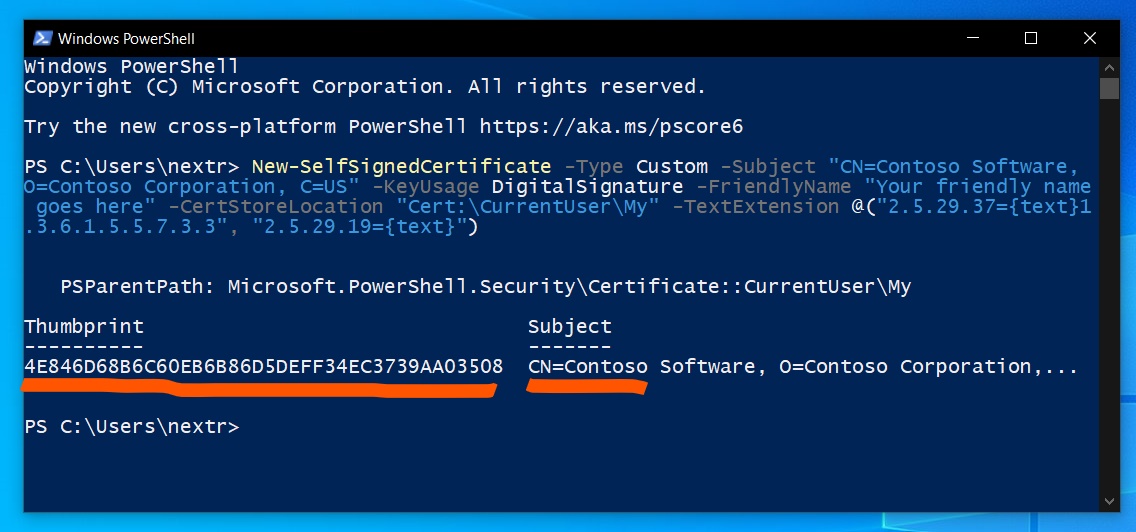 Windows PowerShell
Windows PowerShell
Copyright (C) Microsoft Corporation. All rights reserved.
Try the new cross-platform PowerShell https://aka.ms/pscore6
PS C:\Users\nextr> New-SelfSignedCertificate -Type Custom -Subject "CN=Contoso Software,
O=Contoso Corporation, C=US" -KeyUsage DigitalSignature -FriendlyName "Your friendly name
goes here" -CertStoreLocation "Cert:\CurrentUser\My" -TextExtension @("2.5.29.37={text}1
.3.6.1.5.5.7.3.3", "2.5.29.19={text}")
PSParentPath: Microsoft.PowerShell.Security\Certificate::CurrentUser\My
Thumbprint Subject
---------- -------
4E846D68B6C60EB6B86D5DEFF34EC3739AA03508 CN=Contoso Software, O=Contoso Corporation,...
PS C:\Users\nextr>